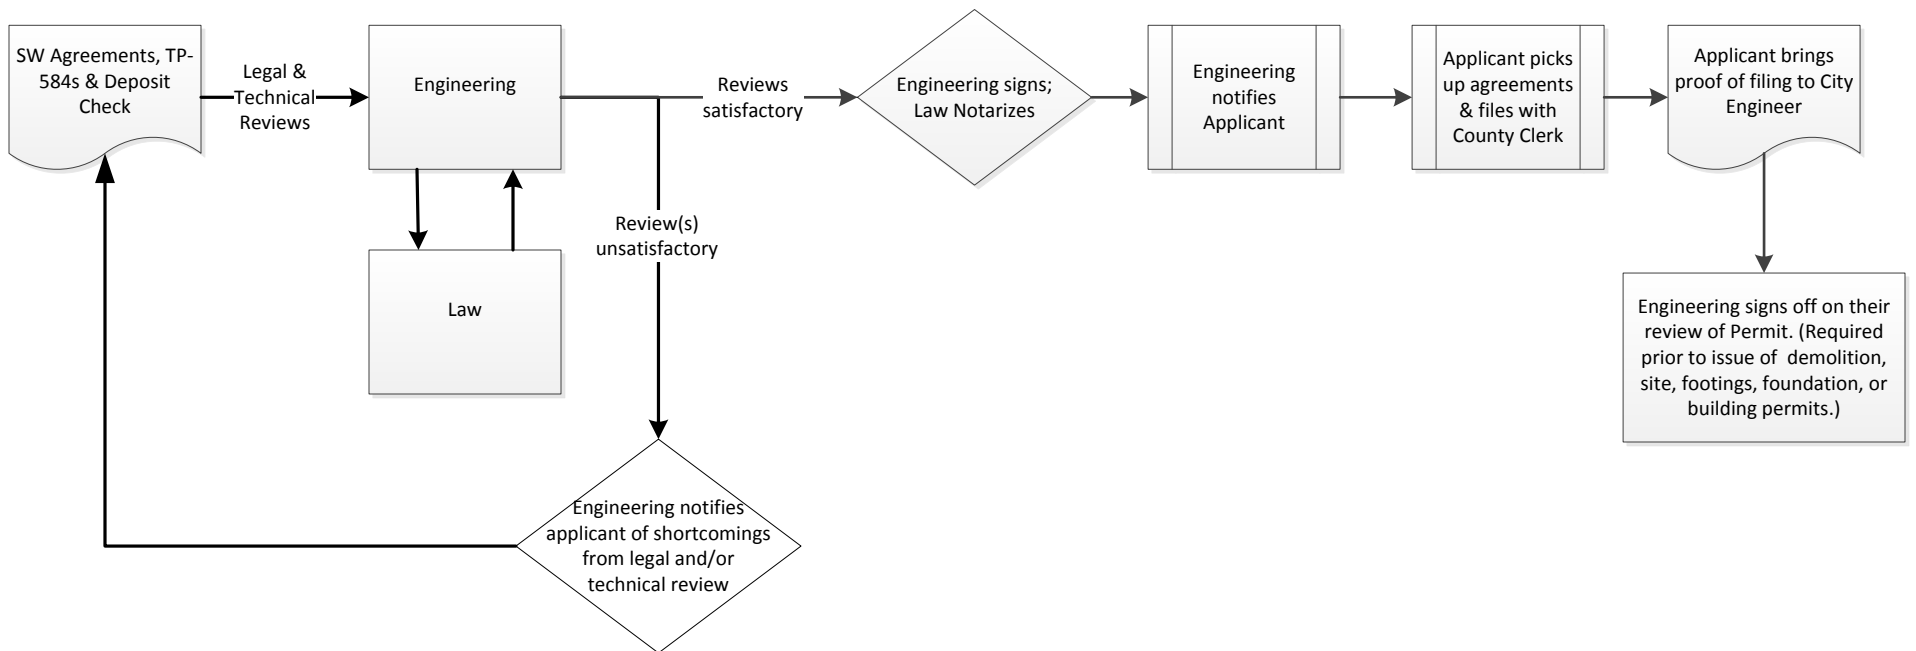 SW Agreements, TP-
584s & Deposit
Check
Legal &
Technical
Reviews
Engineering
Law
Reviews
satisfactory
Review(s)
unsatisfactory
Engineering notifies
applicant of shortcomings
from legal and/or
technical review
Engineering signs;
Law Notarizes
Engineering
notifies
Applicant
Applicant picks
up agreements
& files with
County Clerk
Applicant brings
proof of filing to City
Engineer
Engineering signs off on their
review of Permit. (Required
prior to issue of  demolition,
site, footings, foundation, or
building permits.)